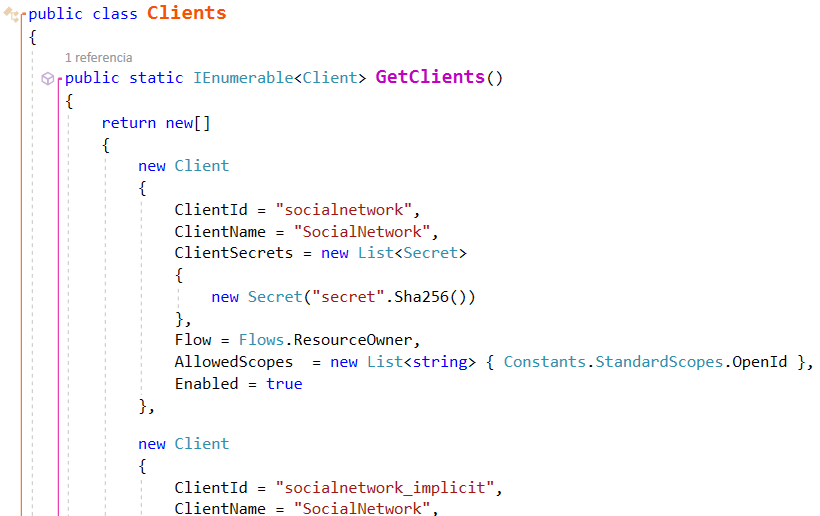 public class Clients
{
1 referencia
public static IEnumerable<Client> GetClients()
{
return new[]
{
new Client
{
ClientId = "socialnetwork",
ClientName = "SocialNetwork",
ClientSecrets = new List<Secret>
{
new Secret("secret".Sha256())
},
Flow = Flows.ResourceOwner,
AllowedScopes  = new List<string> { Constants.StandardScopes.OpenId },
Enabled = true
},
new Client
{
ClientId = "socialnetwork_implicit",
ClientName = "SocialNetwork",